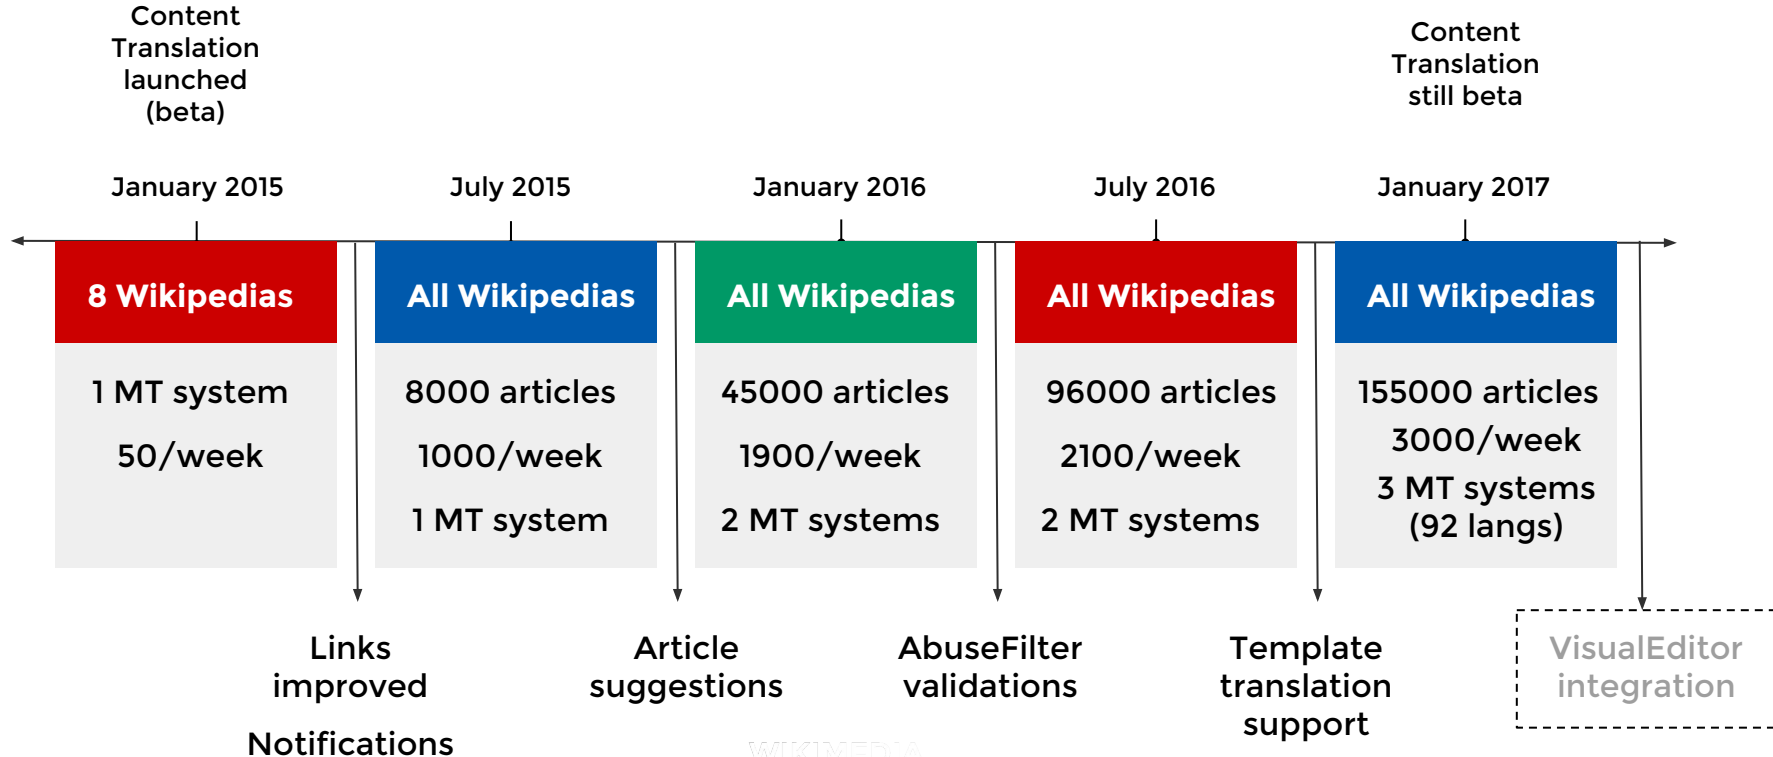 Content
Translation
launched
(beta)
Content
Translation
still beta
January 2015
July 2015
January 2016
July 2016
January 2017
8 Wikipedias
All Wikipedias
All Wikipedias
All Wikipedias
All Wikipedias
1 MT system
50/week
8000 articles
1000/week
1 MT system
45000 articles
1900/week
2 MT systems
96000 articles
2100/week
2 MT systems
155000 articles
3000/week
3 MT systems
(92 langs)
Links
improved
Notifications
Article
suggestions
AbuseFilter
validations
Template
translation
support
VisualEditor
integration
WIKIMEDIA